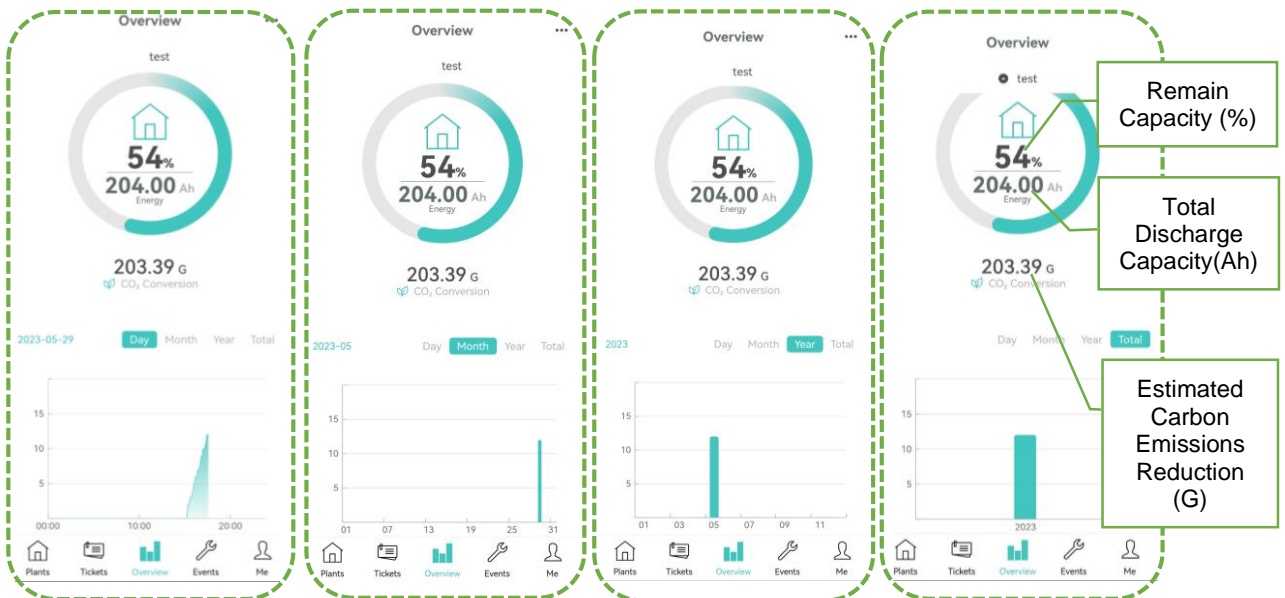 Overview
...
test
54%
204.00 Ah
Energy
203.39 G
CO₂ Conversion
2023-05-29
Day Month Year Total
15
10
5
00:00 10:00 20:00
Plants Tickets Overview Events Me
Overview
...
test
54%
204.00 Ah
Energy
203.39 G
CO₂ Conversion
2023-05
Day Month Year Total
15
10
5
01 07 13 19 25 31
Plants Tickets Overview Events Me
Overview
...
test
54%
204.00 Ah
Energy
203.39 G
CO₂ Conversion
2023
Day Month Year Total
15
10
5
01 03 05 07 09 11
Plants Tickets Overview Events Me
Overview
test
54%
204.00 Ah
Energy
203.39 G
CO₂ Conversion
Day Month Year Total
15
10
5
2023
Plants Tickets Overview Events Me
Remain
Capacity (%)
Total
Discharge
Capacity(Ah)
Estimated
Carbon
Emissions
Reduction
(G)